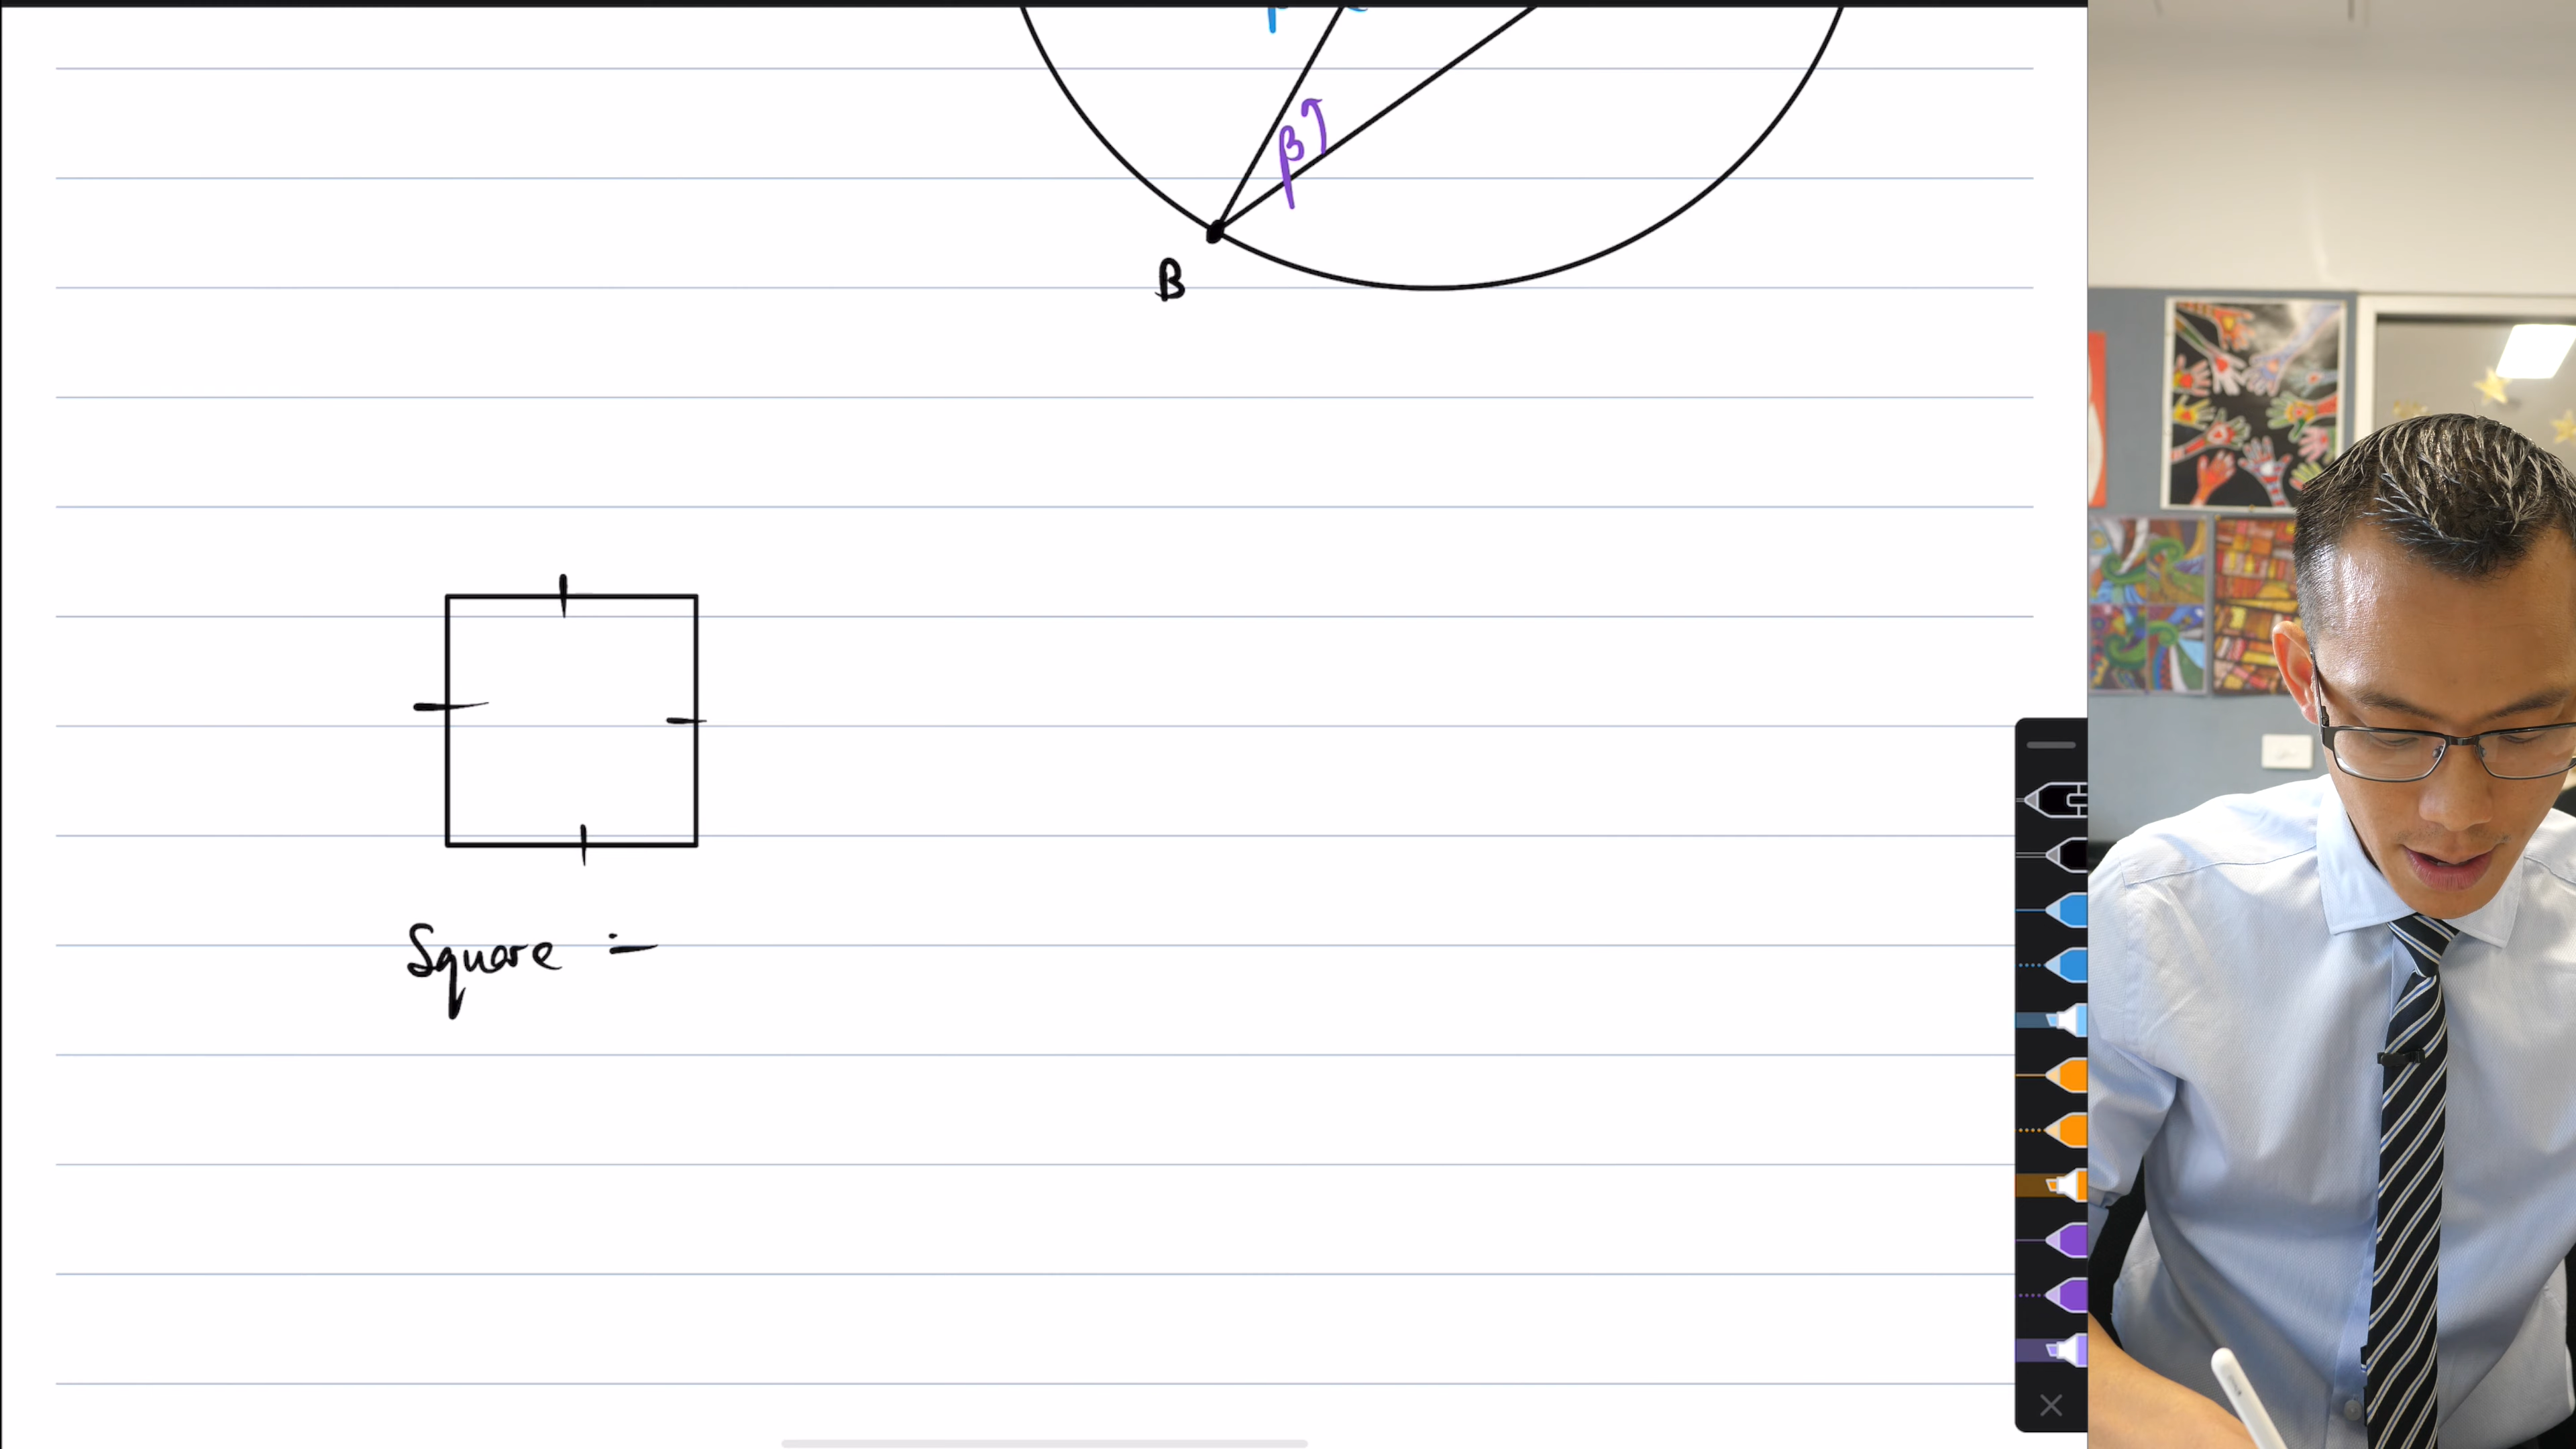 β
B
Square =